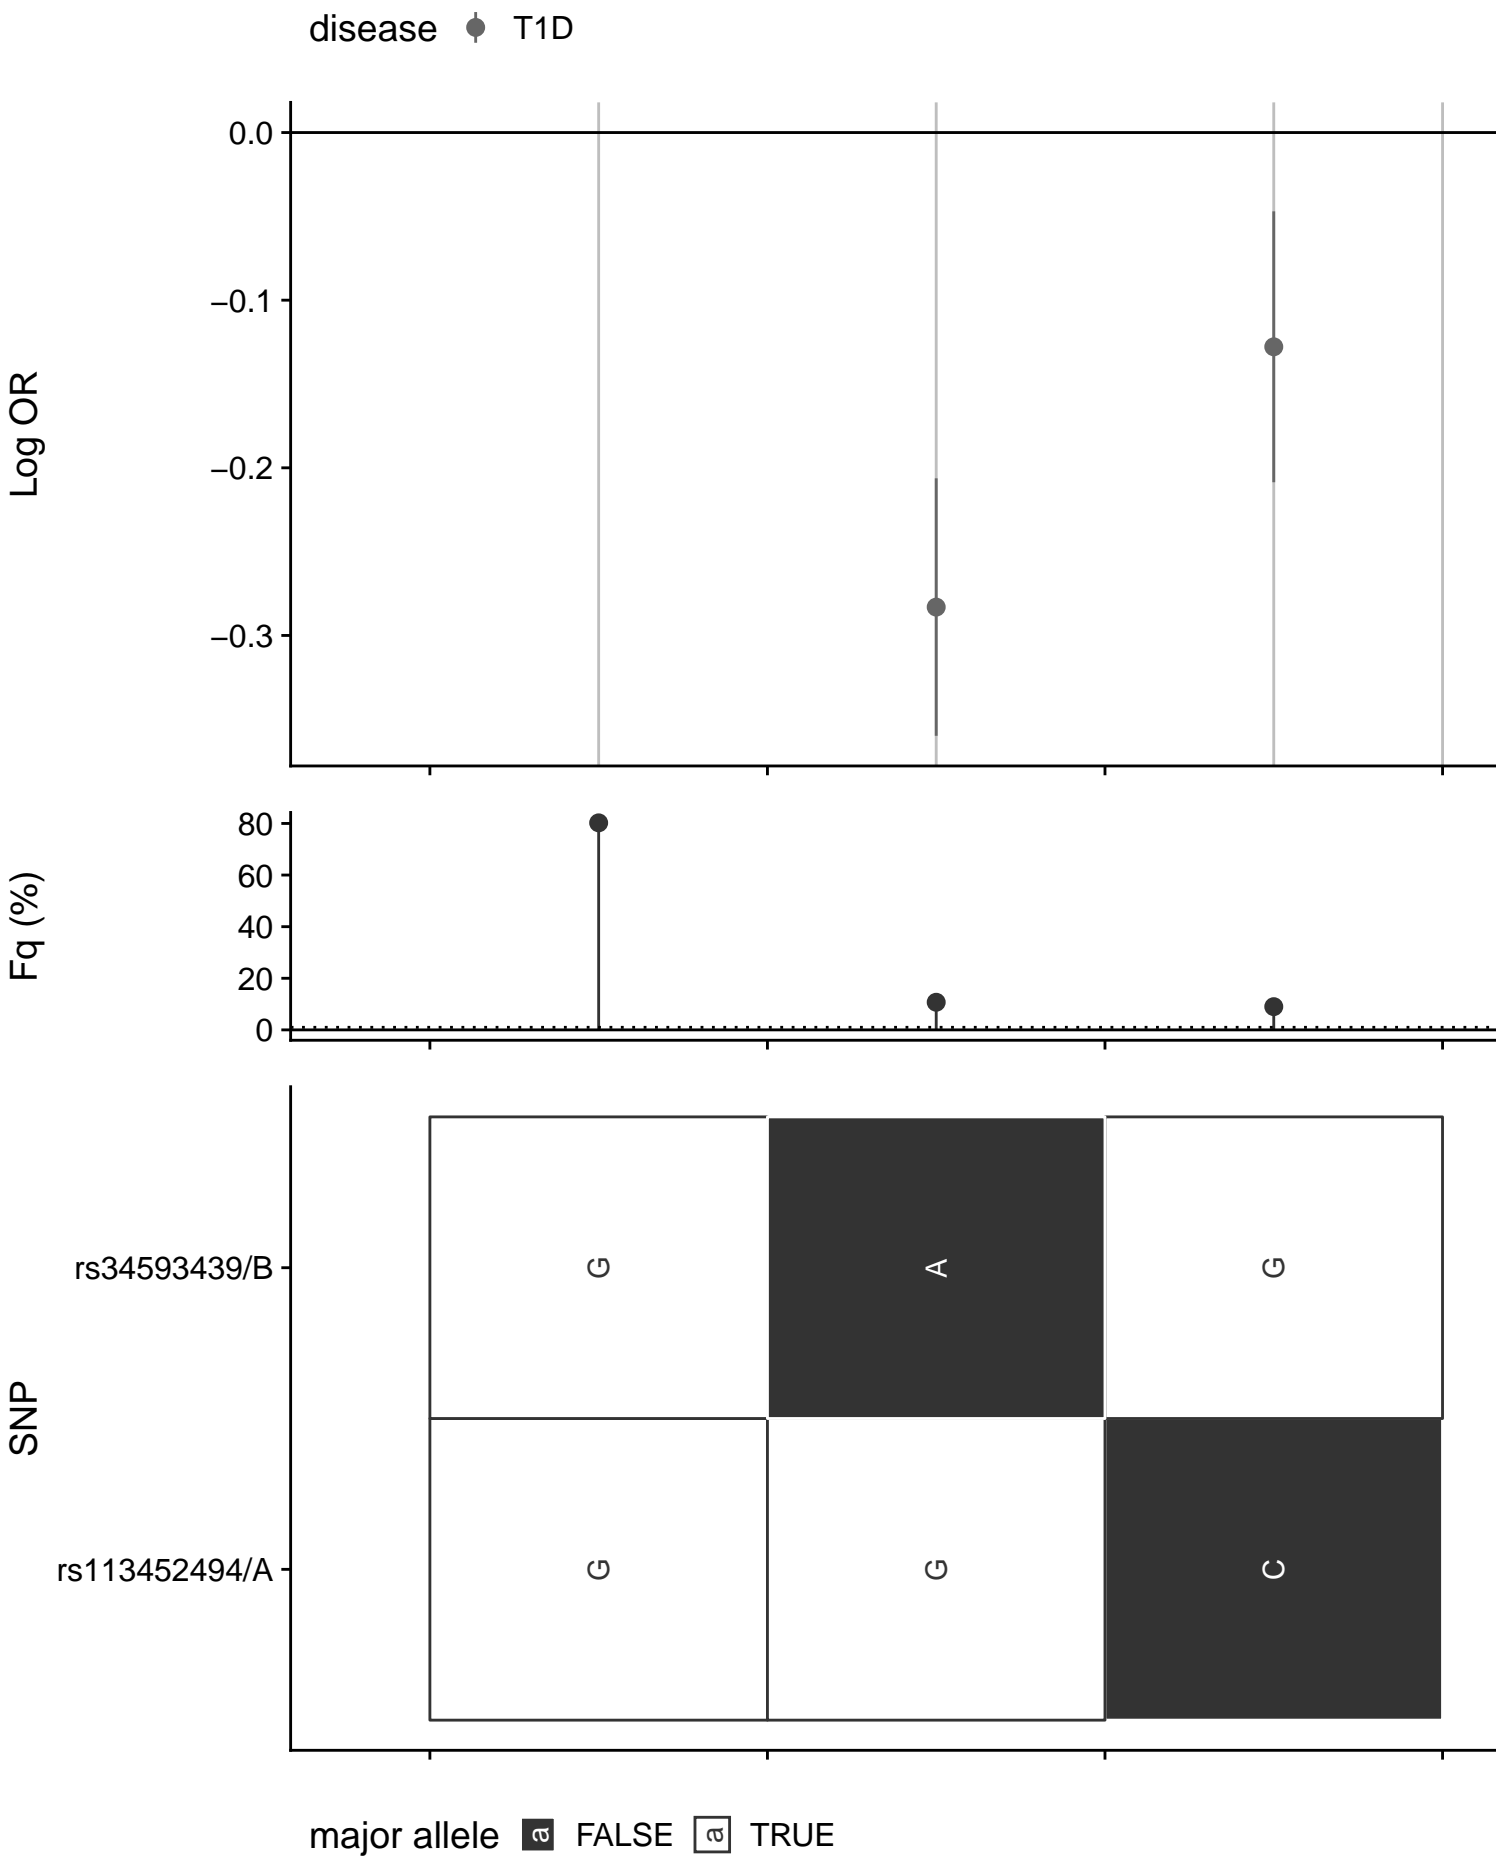 disease T1D
0.0
−0.1
−0.2
−0.3
Log OR
80
60
40
20
0
Fq (%)
rs34593439/B G A G
SNP
rs113452494/A G G C
major allele a FALSE a TRUE